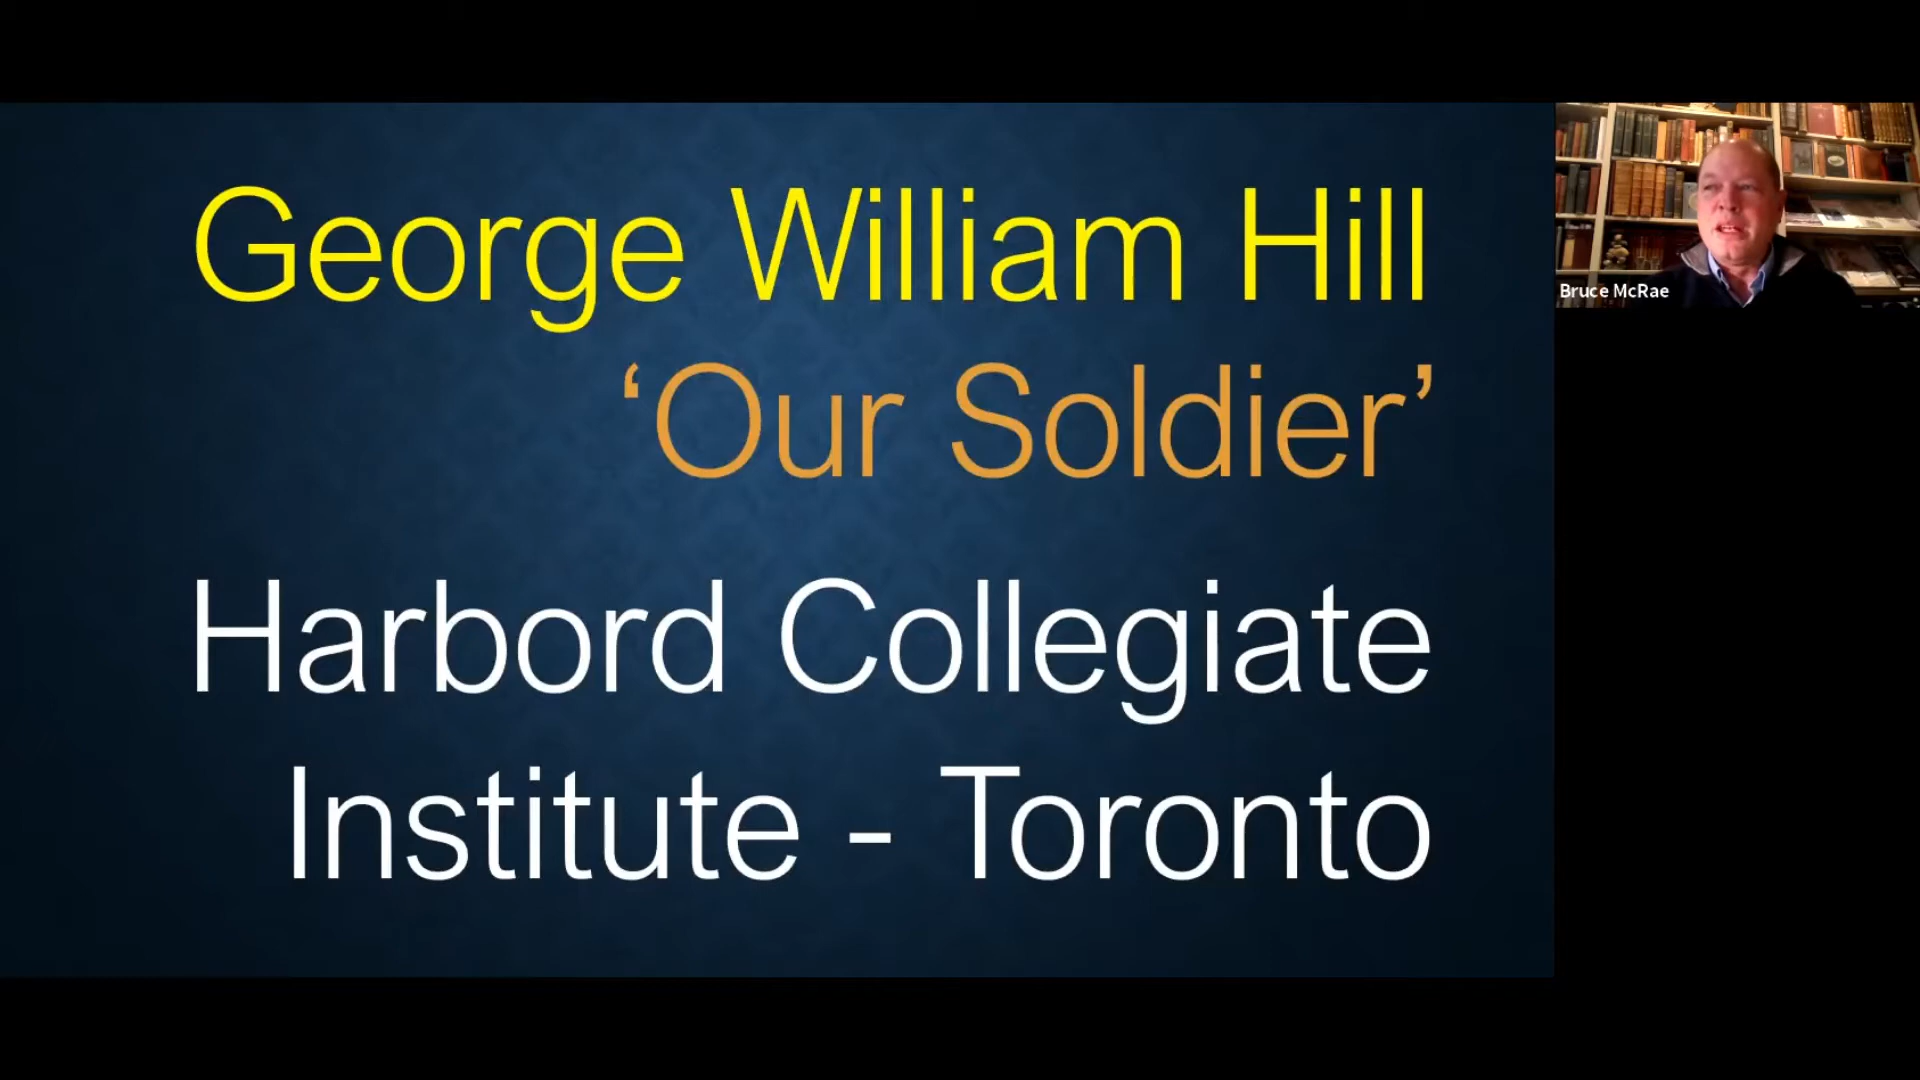 George William Hill
‘Our Soldier’
Harbord Collegiate
Institute - Toronto
Bruce McRae